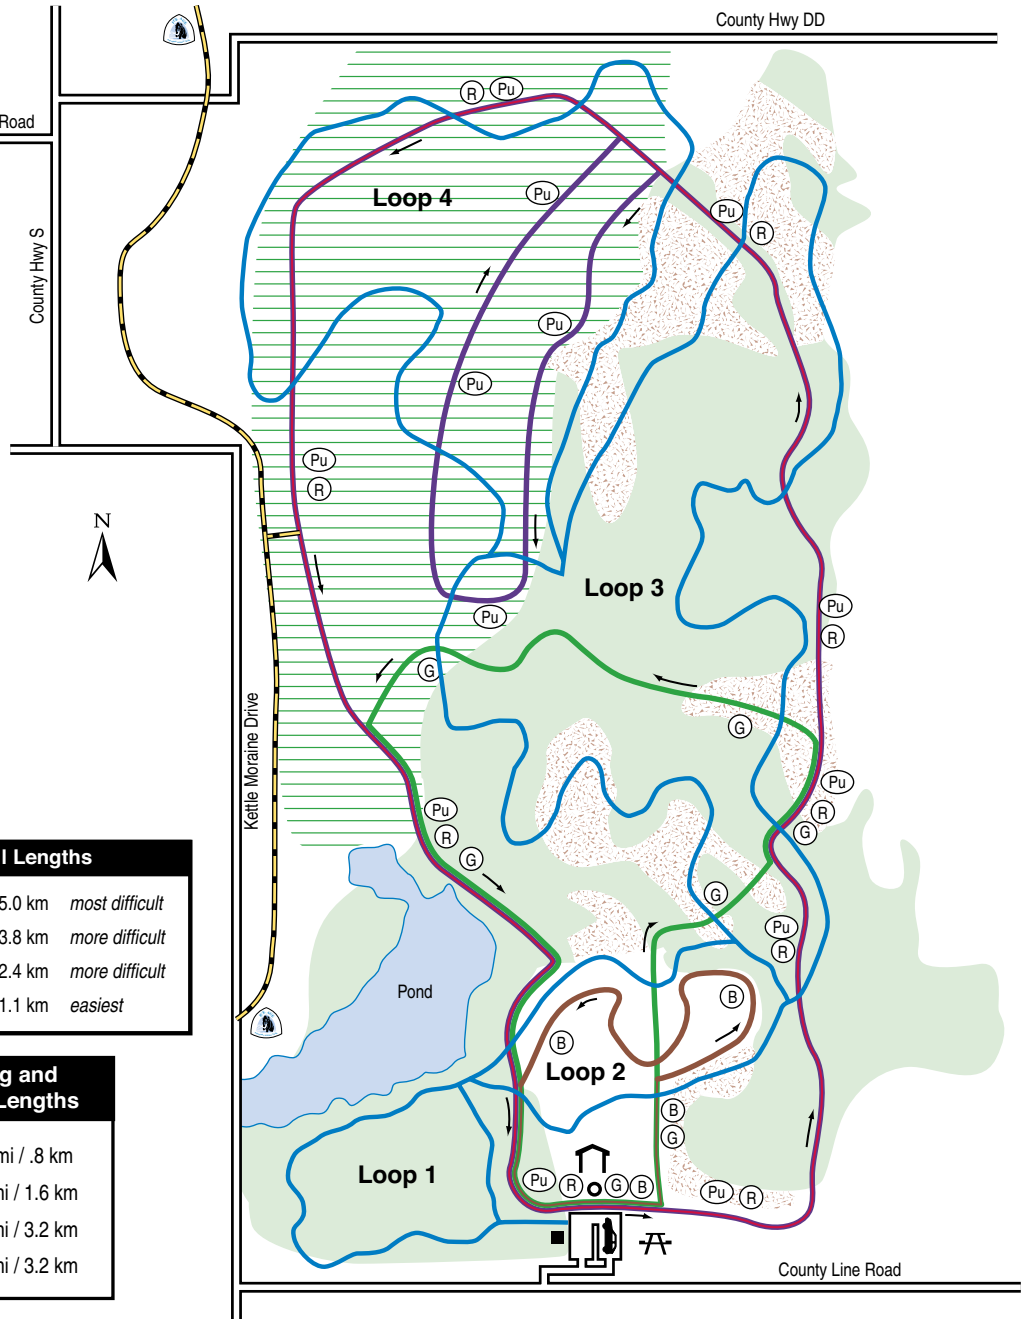 County Hwy DD
R
Pu
Road
Loop 4
Pu
Pu
R
County Hwy S
Pu
Pu
Pu
R
N
Loop 3
Pu
Pu
R
G
G
Kettle Moraine Drive
Pu
R
G
Pu
R
G
l Lengths
5.0 km most difficult
3.8 km more difficult
2.4 km more difficult
1.1 km easiest
G
Pu
R
Pond
B
B
Loop 2
g and
Lengths
mi / .8 km
mi / 1.6 km
mi / 3.2 km
mi / 3.2 km
B
G
Loop 1
Pu
R
G
B
Pu
R
County Line Road